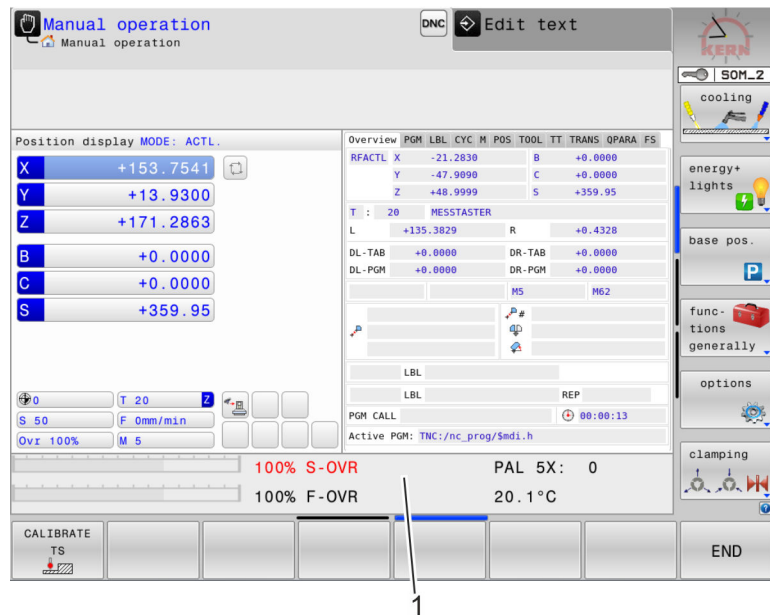 Manual operation
Manual operation
DNC
Edit text
KERN
SOM_2
Position display MODE: ACTL.
X +153.7541
Y +13.9300
Z +171.2863
B +0.0000
C +0.0000
S +359.95
0 T 20 Z
S 50 F 0mm/min
Ovr 100% M 5
Overview PGM LBL CYC M POS TOOL TT TRANS QPARA FS
RFACTL X -21.2830 B +0.0000
Y -47.9090 C +0.0000
Z +48.9999 S +359.95
T : 20 MESSTASTER
L +135.3829 R +0.4328
DL-TAB +0.0000 DR-TAB +0.0000
DL-PGM +0.0000 DR-PGM +0.0000
M5 M62
#
LBL
LBL REP
PGM CALL 00:00:13
Active PGM: TNC:/nc_prog/$mdi.h
100% S-OVR PAL 5X: 0
100% F-OVR 20.1°C
cooling
energy+
lights
base pos.
P
func-
tions
generally
options
clamping
?
CALIBRATE
TS
END
1